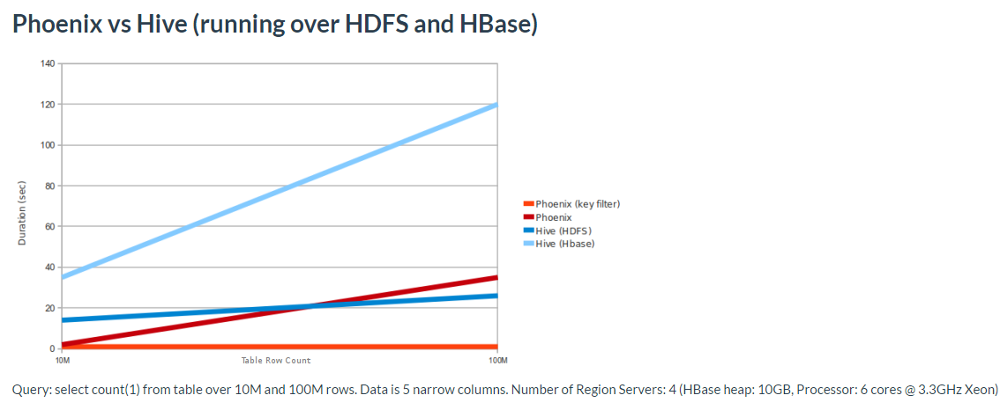 Phoenix vs Hive (running over HDFS and HBase)
140
120
100
80
60
40
20
0
Duration (sec)
10M
Table Row Count
100M
Phoenix (key filter)
Phoenix
Hive (HDFS)
Hive (Hbase)
Query: select count(1) from table over 10M and 100M rows. Data is 5 narrow columns. Number of Region Servers: 4 (HBase heap: 10GB, Processor: 6 cores @ 3.3GHz Xeon)